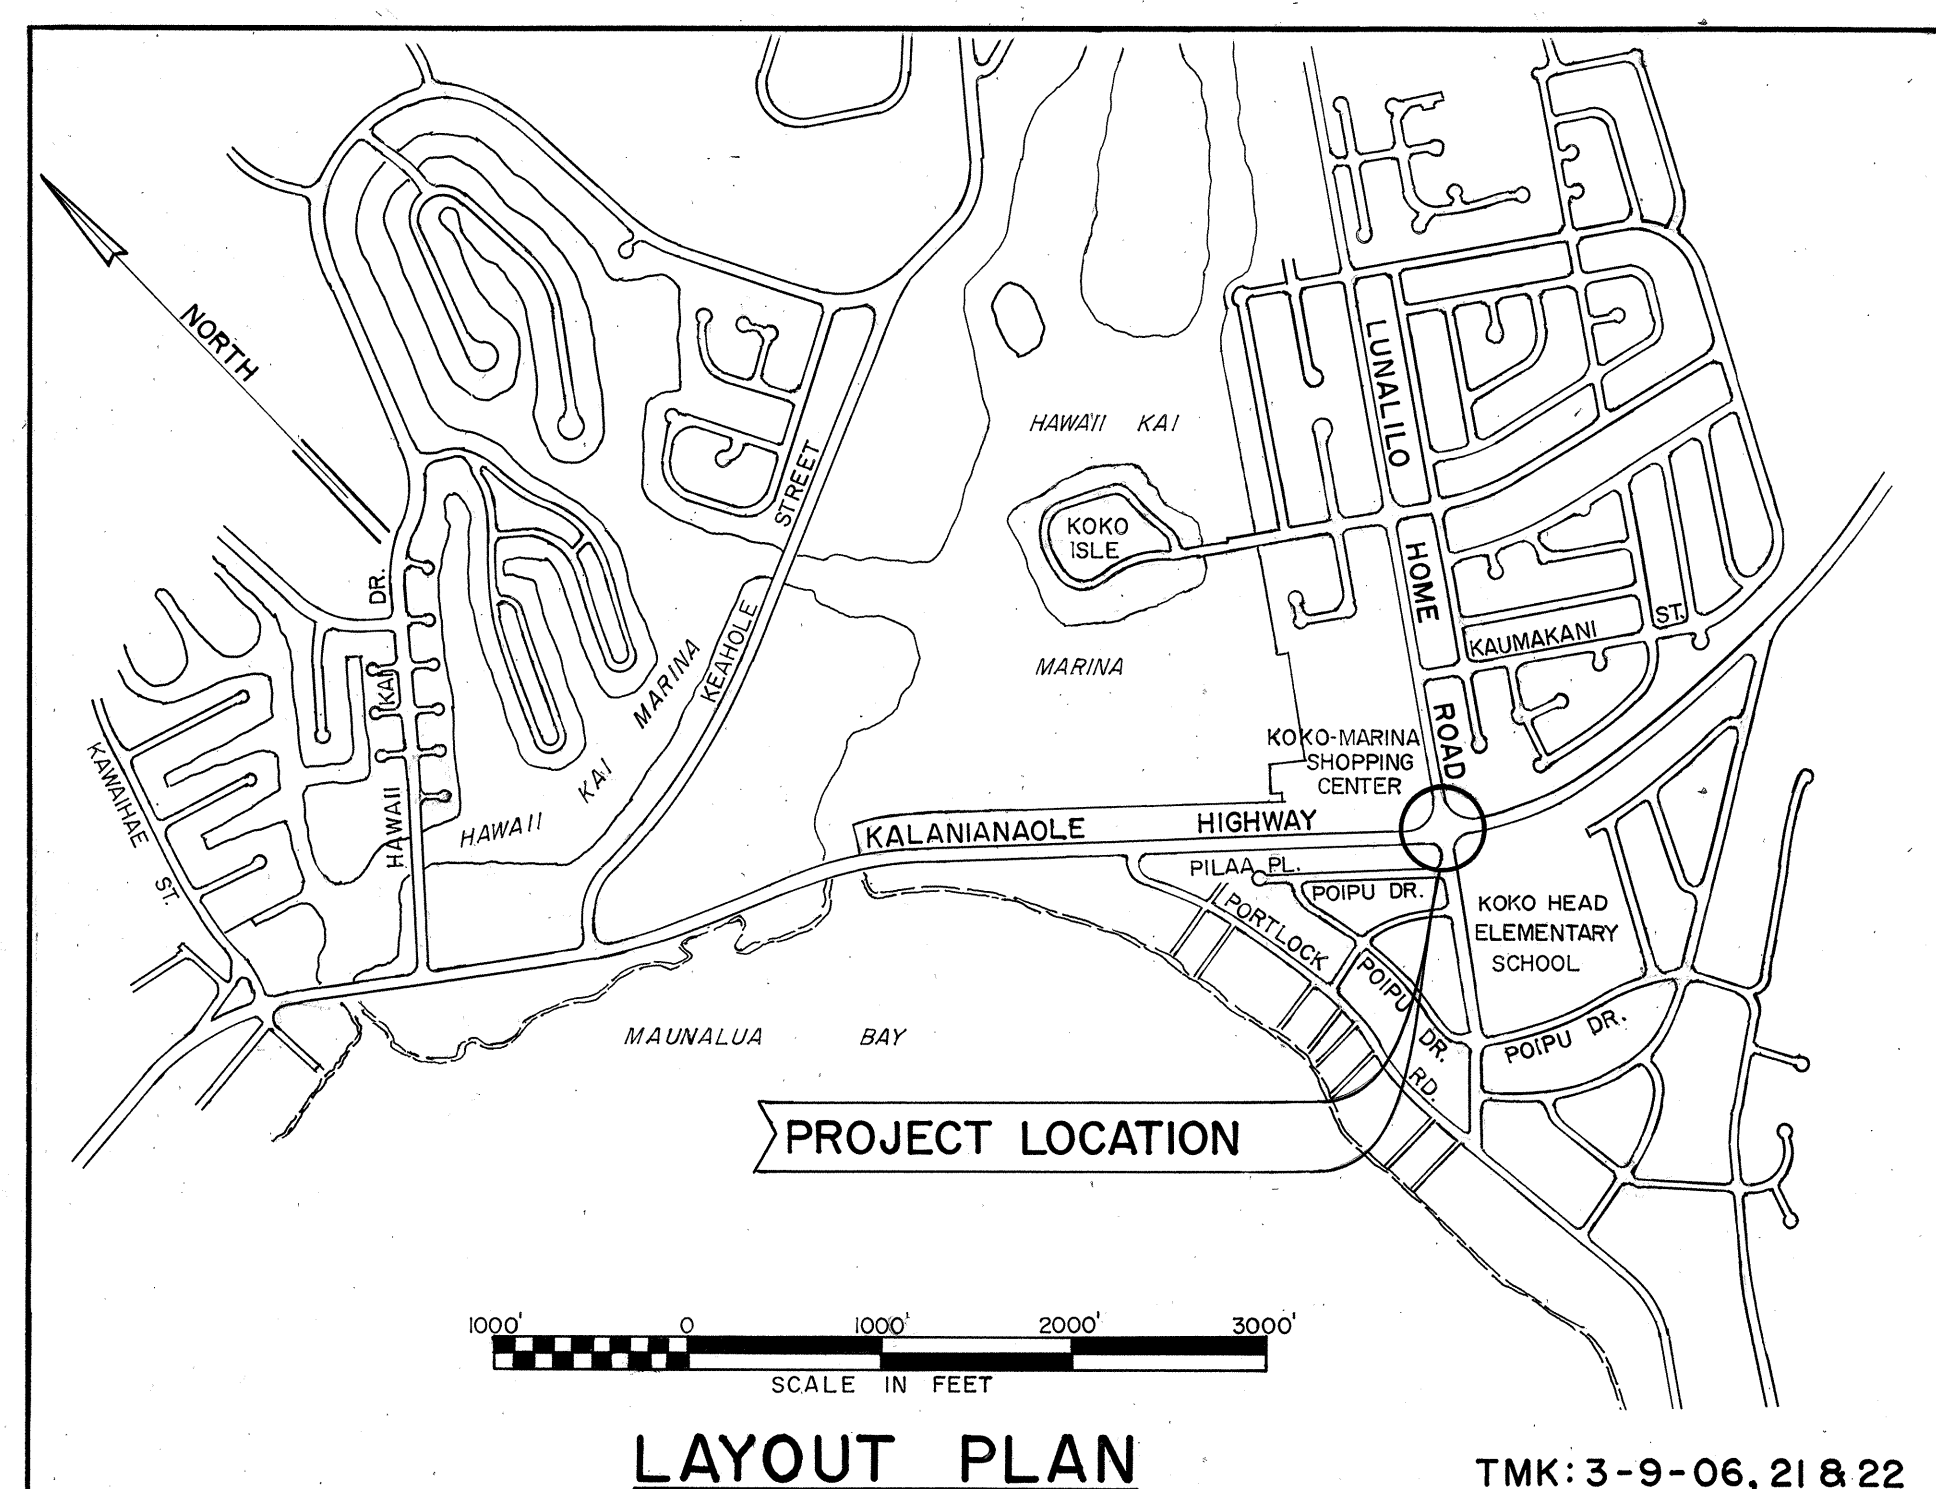 NORTH
HAWAII KAI
LUNALILO
STREET
KOKO
ISLE
HOME
DR.
KEAHOLE
MARINA
KAUMAKANI ST.
MARINA
KAI
ROAD
KOKO-MARINA
SHOPPING
CENTER
KAWAIHAE ST.
HAWAII
HAWAII KAI
KALANIANAOLE HIGHWAY
PILAA PL.
POIPU DR.
PORTLOCK
RD.
KOKO HEAD
ELEMENTARY
SCHOOL
POIPU DR.
POIPU DR.
MAUNALUA BAY
PROJECT LOCATION
1000' 0 1000' 2000' 3000'
SCALE IN FEET
LAYOUT PLAN
TMK: 3-9-06, 21 & 22